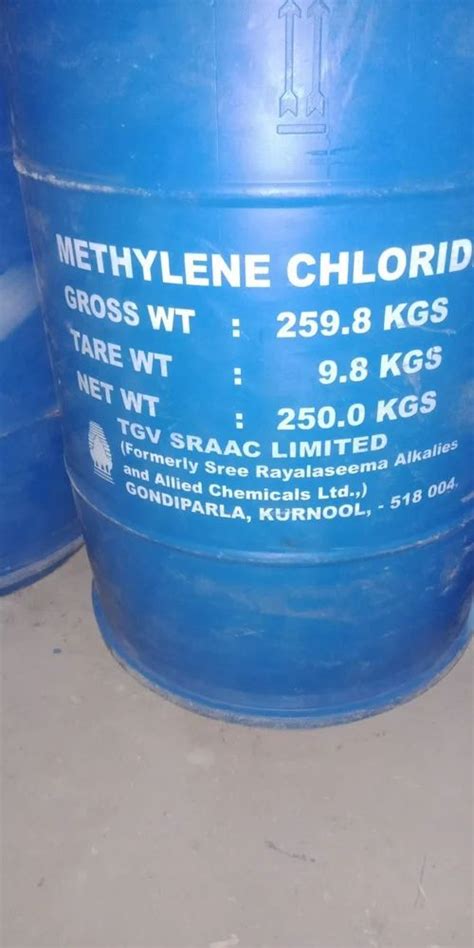 METHYLENE CHLORID
GROSS WT : 259.8 KGS
TARE WT : 9.8 KGS
NET WT : 250.0 KGS
TGV SRAAC LIMITED
(Formerly Sree Rayalaseema Alkalies
and Allied Chemicals Ltd.,)
GONDIPARLA, KURNOOL, - 518 004.